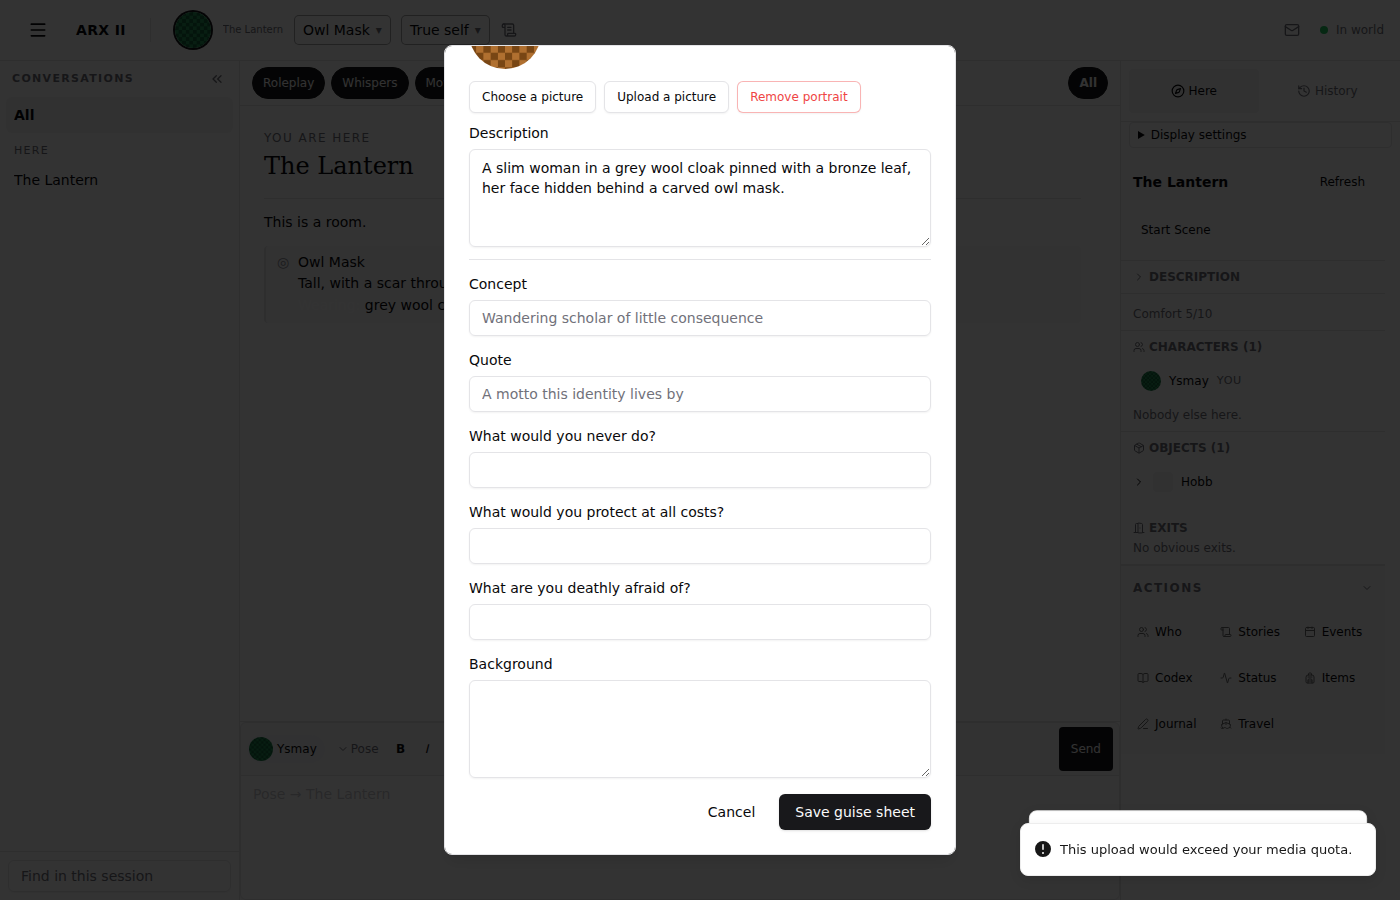 ARX II
The Lantern
Owl Mask
True self
In world
CONVERSATIONS
All
HERE
The Lantern
Find in this session
Roleplay
Whispers
All
YOU ARE HERE
The Lantern
This is a room.
Owl Mask
Tall, with a scar
grey wool
Ysmay
Pose
B
I
Send
Pose → The Lantern
Choose a picture
Upload a picture
Remove portrait
Description
A slim woman in a grey wool cloak pinned with a bronze leaf,
her face hidden behind a carved owl mask.
Concept
Wandering scholar of little consequence
Quote
A motto this identity lives by
What would you never do?
What would you protect at all costs?
What are you deathly afraid of?
Background
Cancel
Save guise sheet
Here
History
Display settings
The Lantern
Refresh
Start Scene
DESCRIPTION
Comfort 5/10
CHARACTERS (1)
Ysmay YOU
Nobody else here.
OBJECTS (1)
Hobb
EXITS
No obvious exits.
ACTIONS
Who
Stories
Events
Codex
Status
Items
Journal
Travel
This upload would exceed your media quota.